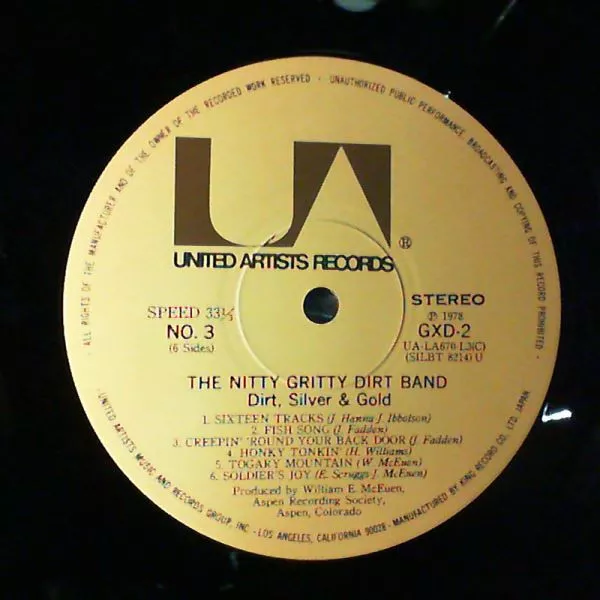 ALL RIGHTS OF THE MANUFACTURER AND OF THE OWNER OF THE RECORDED WORK RESERVED · UNAUTHORIZED PUBLIC PERFORMANCE, BROADCASTING AND COPYING OF THIS RECORD PROHIBITED ·
UA
®
UNITED ARTISTS RECORDS
SPEED 33⅓
NO. 3
(6 Sides)
STEREO
℗ 1978
GXD-2
UA-LA670-L3(C)
(SILBT 8214) U
THE NITTY GRITTY DIRT BAND
Dirt, Silver & Gold
1. SIXTEEN TRACKS (J. Hanna J. Ibbotson)
2. FISH SONG (J. Fadden)
3. CREEPIN' 'ROUND YOUR BACK DOOR (J. Fadden)
4. HONKY TONKIN' (H. Williams)
5. TOGARY MOUNTAIN (W. McEuen)
6. SOLDIER'S JOY (E. Scruggs J. McEuen)
Produced by William E. McEuen,
Aspen Recording Society,
Aspen, Colorado
UNITED ARTISTS MUSIC AND RECORDS GROUP, INC. · LOS ANGELES, CALIFORNIA 90028 · MANUFACTURED BY KING RECORD CO. LTD, JAPAN